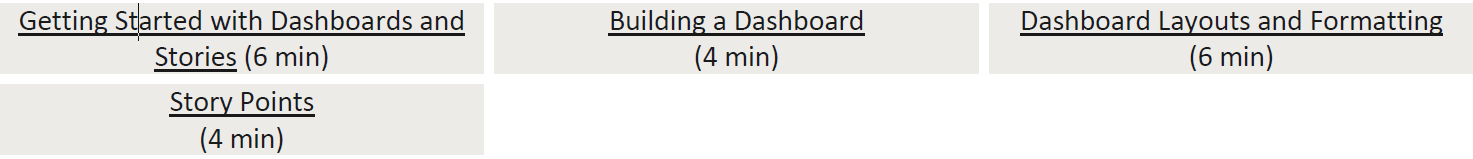 Getting Started with Dashboards and
Stories (6 min)
Building a Dashboard
(4 min)
Dashboard Layouts and Formatting
(6 min)
Story Points
(4 min)